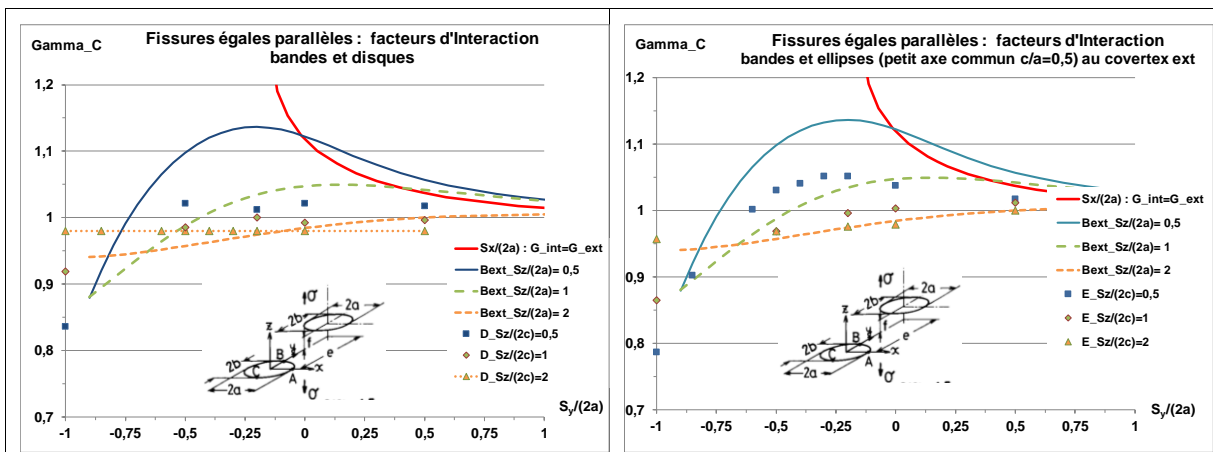 Gamma_C
Fissures égales parallèles : facteurs d'Interaction
bandes et disques
1,2
1,1
1
0,9
0,8
0,7
-1
-0,75
-0,5
-0,25
0
0,25
0,5
0,75
1
Sy/(2a)
Sx/(2a) : G_int=G_ext
Bext_Sz/(2a)= 0,5
Bext_Sz/(2a)= 1
Bext_Sz/(2a)= 2
D_Sz/(2c)=0,5
D_Sz/(2c)=1
D_Sz/(2c)=2
σ
2a
2b
z
f
e
2b
B
y
x
C
A
2a
σ
Gamma_C
Fissures égales parallèles : facteurs d'Interaction
bandes et ellipses (petit axe commun c/a=0,5) au covertex ext
1,2
1,1
1
0,9
0,8
0,7
-1
-0,75
-0,5
-0,25
0
0,25
0,5
0,75
1
Sy/(2a)
Sx/(2a) : G_int=G_ext
Bext_Sz/(2a)= 0,5
Bext_Sz/(2a)= 1
Bext_Sz/(2a)= 2
E_Sz/(2c)=0,5
E_Sz/(2c)=1
E_Sz/(2c)=2
σ
2a
2b
z
f
e
2b
B
y
x
C
A
2a
σ